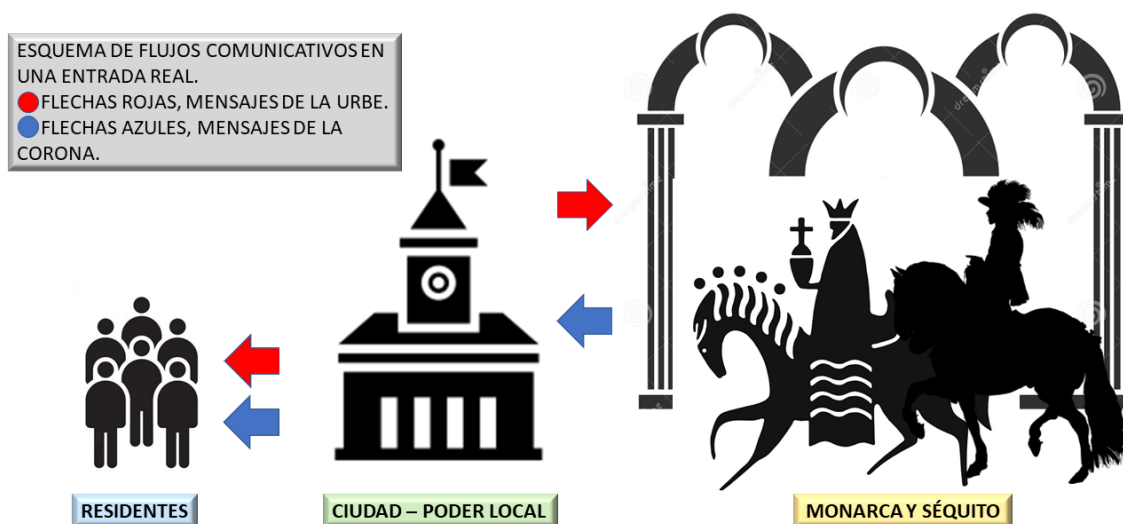 ESQUEMA DE FLUJOS COMUNICATIVOS EN
UNA ENTRADA REAL.
FLECHAS ROJAS, MENSAJES DE LA URBE.
FLECHAS AZULES, MENSAJES DE LA
CORONA.
RESIDENTES
CIUDAD – PODER LOCAL
MONARCA Y SÉQUITO